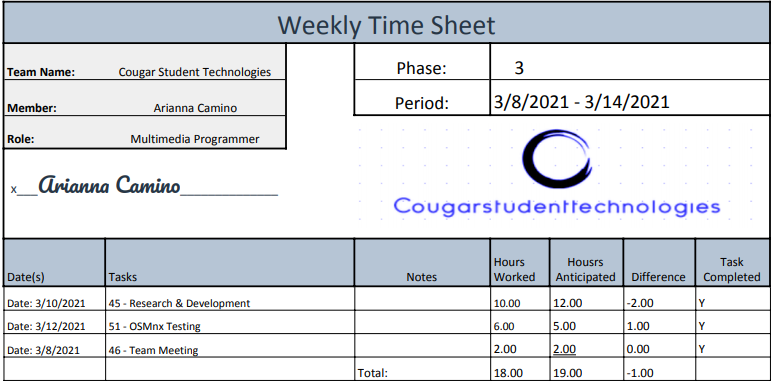 Weekly Time Sheet
Team Name: Cougar Student Technologies
Phase: 3
Member: Arianna Camino
Period: 3/8/2021 - 3/14/2021
Role: Multimedia Programmer
x__Arianna Camino______________
Cougarstudenttechnologies
Date(s) Tasks Notes Hours Worked Housrs Anticipated Difference Task Completed
Date: 3/10/2021 45 - Research & Development 10.00 12.00 -2.00 Y
Date: 3/12/2021 51 - OSMnx Testing 6.00 5.00 1.00 Y
Date: 3/8/2021 46 - Team Meeting 2.00 2.00 0.00 Y
Total: 18.00 19.00 -1.00